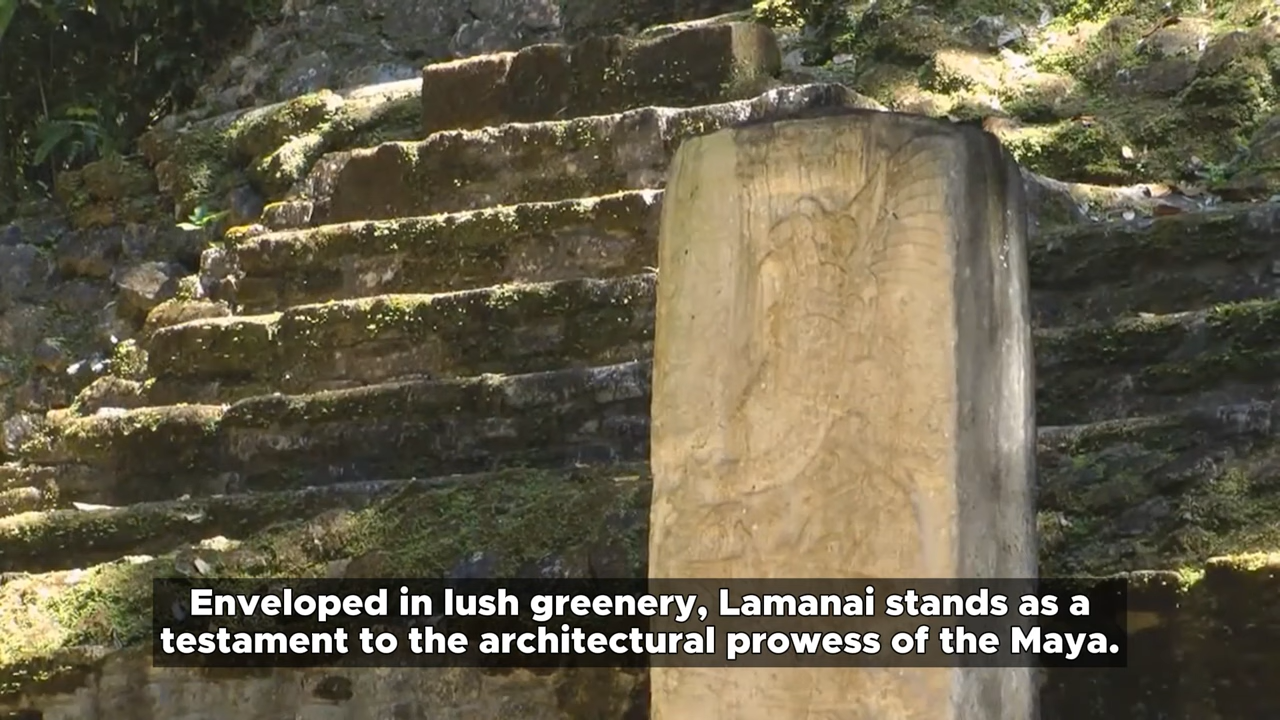 Enveloped in lush greenery, Lamanai stands as a
testament to the architectural prowess of the Maya.